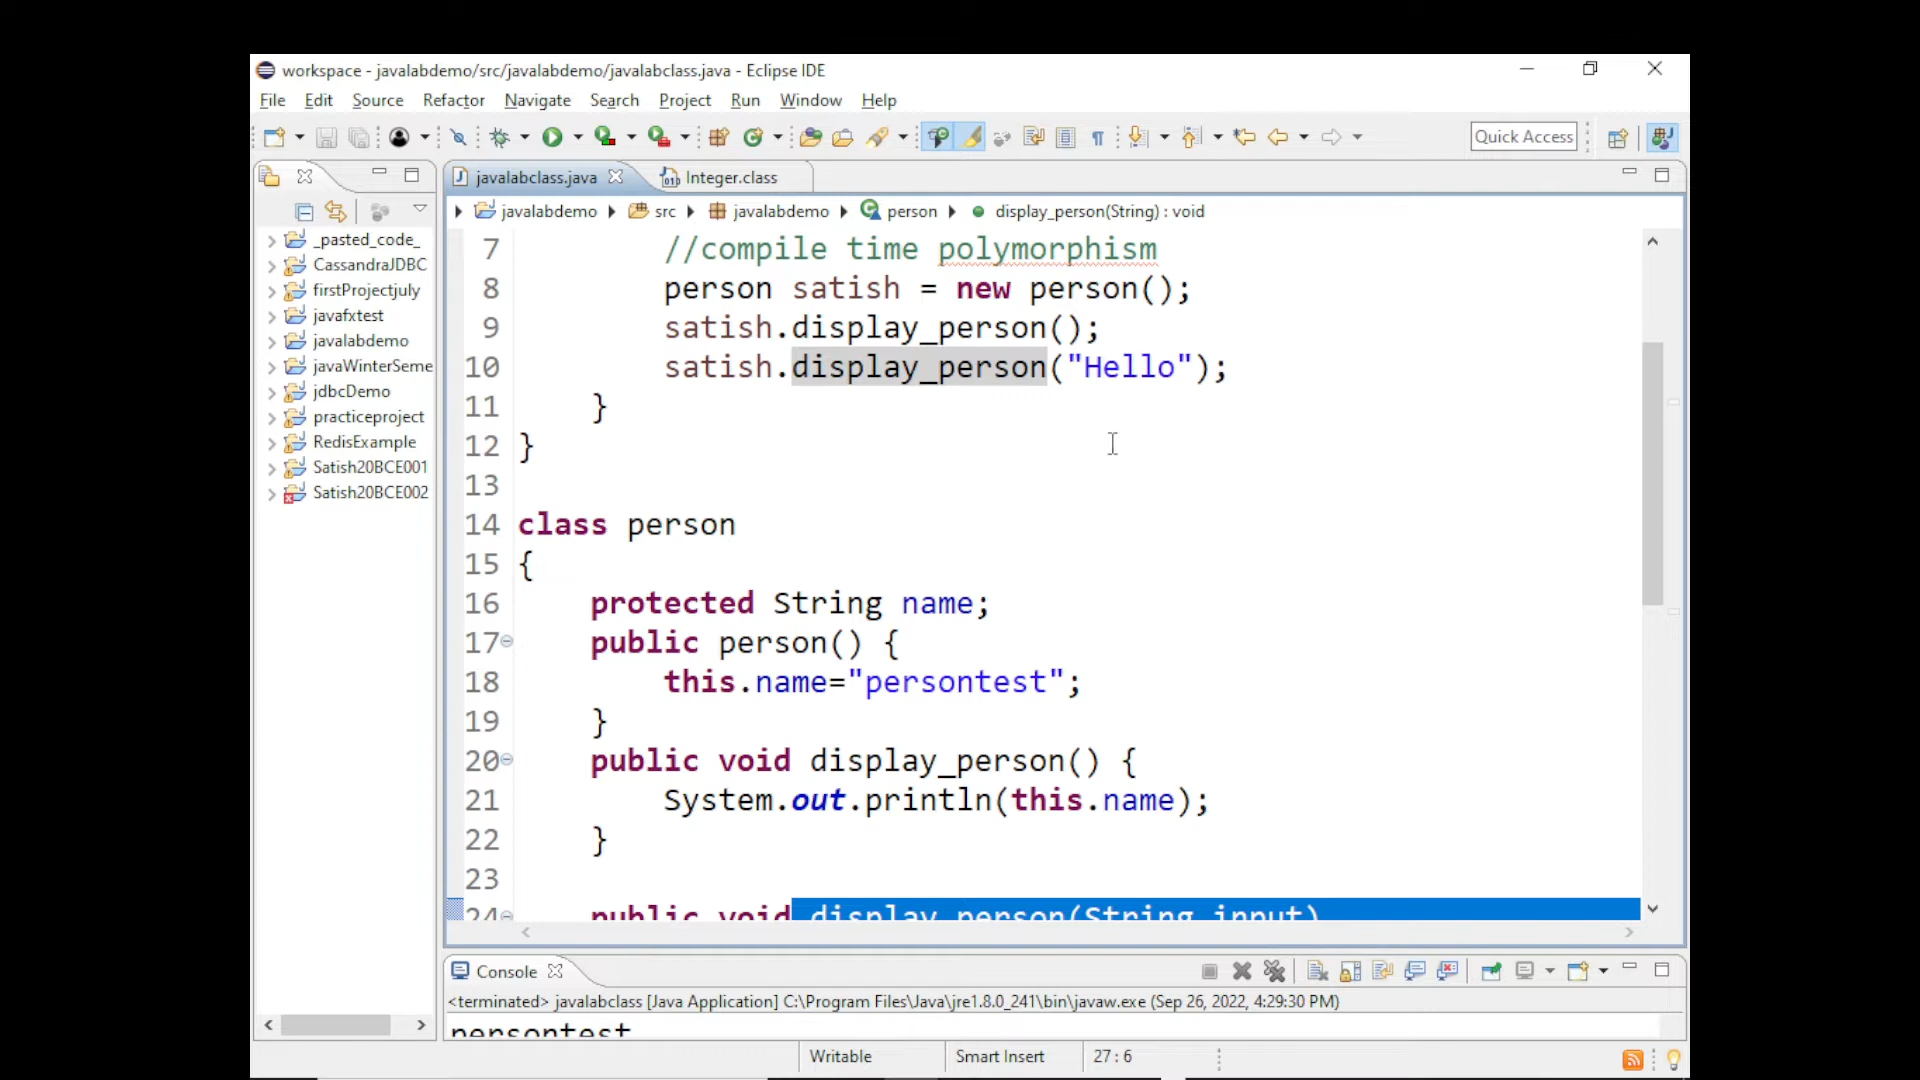 workspace - javalabdemo/src/javalabdemo/javalabclass.java - Eclipse IDE
File Edit Source Refactor Navigate Search Project Run Window Help
Quick Access
javalabclass.java Integer.class
javalabdemo src javalabdemo person display_person(String) : void
_pasted_code_
CassandraJDBC
firstProjectjuly
javafxtest
javalabdemo
javaWinterSeme
jdbcDemo
practiceproject
RedisExample
Satish20BCE001
Satish20BCE002
7 //compile time polymorphism
8 person satish = new person();
9 satish.display_person();
10 satish.display_person("Hello");
11 }
12 }
13
14 class person
15 {
16 protected String name;
17 public person() {
18 this.name="persontest";
19 }
20 public void display_person() {
21 System.out.println(this.name);
22 }
23
24 public void display_person(String input)
Console
<terminated> javalabclass [Java Application] C:\Program Files\Java\jre1.8.0_241\bin\javaw.exe (Sep 26, 2022, 4:29:30 PM)
persontest
Writable Smart Insert 27 : 6